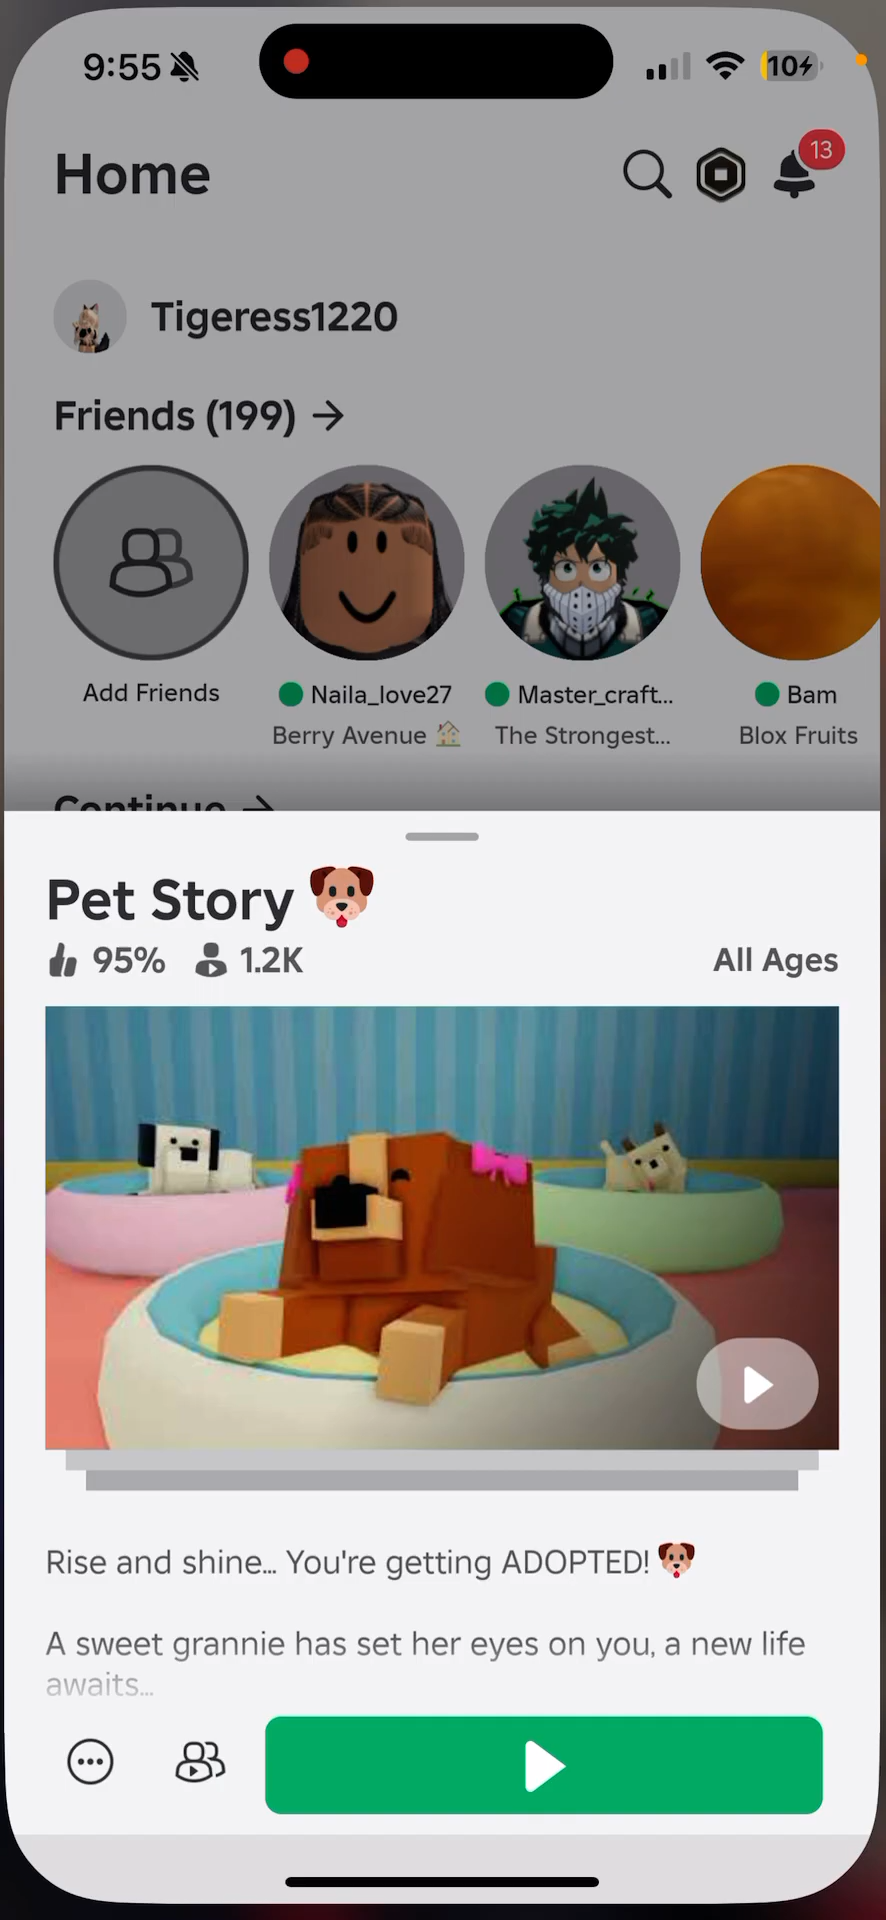 9:55
10
Home
13
Tigeress1220
Friends (199)
Add Friends
Naila_love27
Master_craft...
Bam
Berry Avenue
The Strongest...
Blox Fruits
Continue
Pet Story
95%
1.2K
All Ages
Rise and shine... You're getting ADOPTED!
A sweet grannie has set her eyes on you, a new life
awaits...